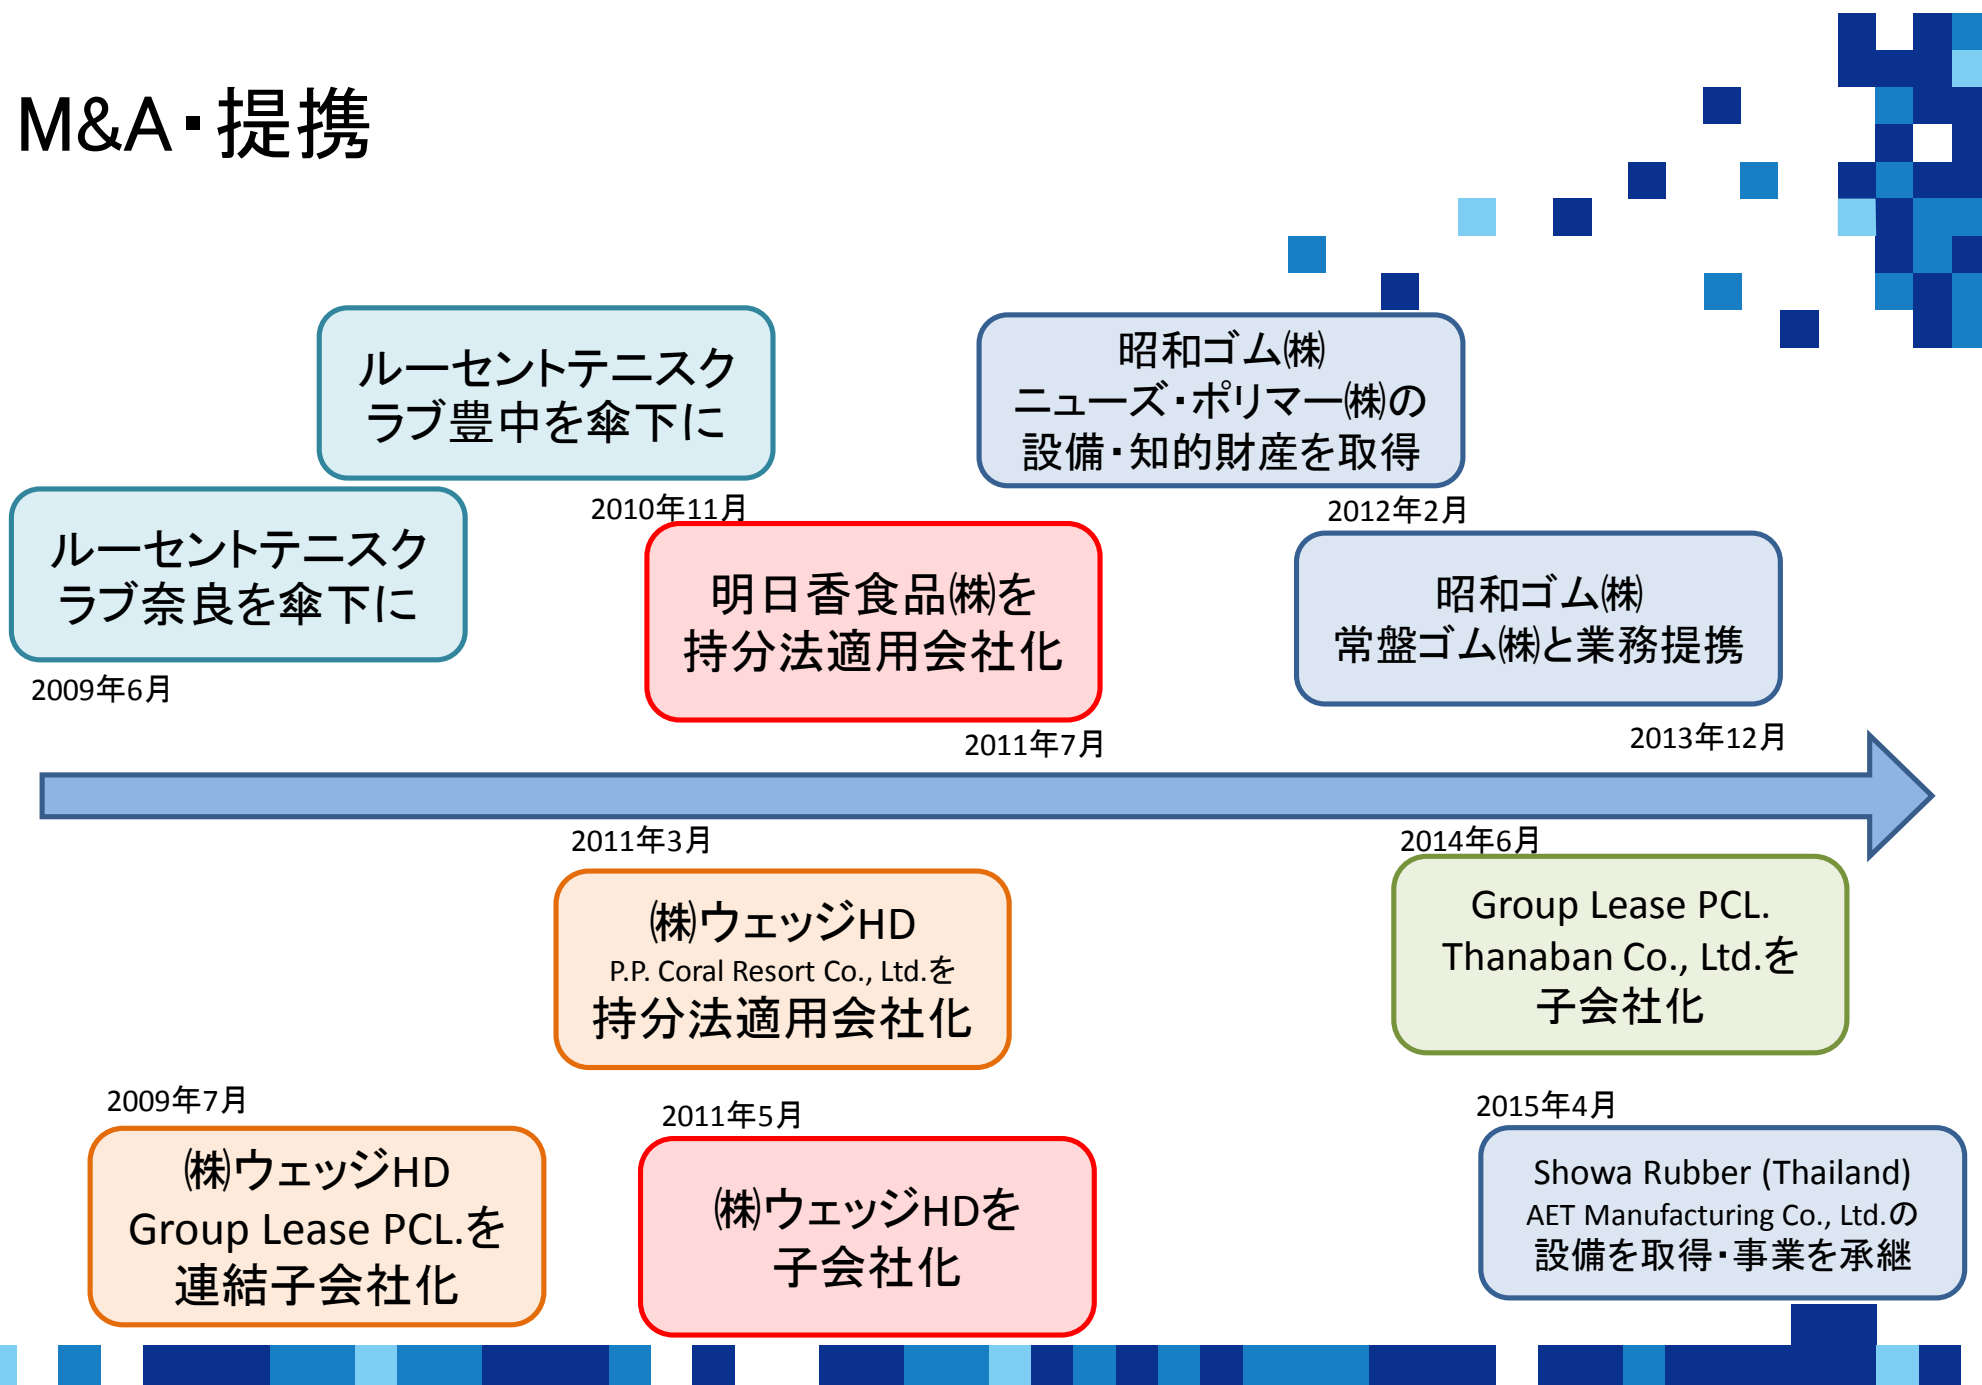 M&A・提携
ルーセントテニスク
ラブ豊中を傘下に
2010年11月
昭和ゴム㈱
ニューズ・ポリマー㈱の
設備・知的財産を取得
2012年2月
ルーセントテニスク
ラブ奈良を傘下に
2009年6月
明日香食品㈱を
持分法適用会社化
2011年7月
昭和ゴム㈱
常盤ゴム㈱と業務提携
2013年12月
2011年3月
㈱ウェッジHD
P.P. Coral Resort Co., Ltd.を
持分法適用会社化
2014年6月
Group Lease PCL.
Thanaban Co., Ltd.を
子会社化
2009年7月
㈱ウェッジHD
Group Lease PCL.を
連結子会社化
2011年5月
㈱ウェッジHDを
子会社化
2015年4月
Showa Rubber (Thailand)
AET Manufacturing Co., Ltd.の
設備を取得・事業を承継